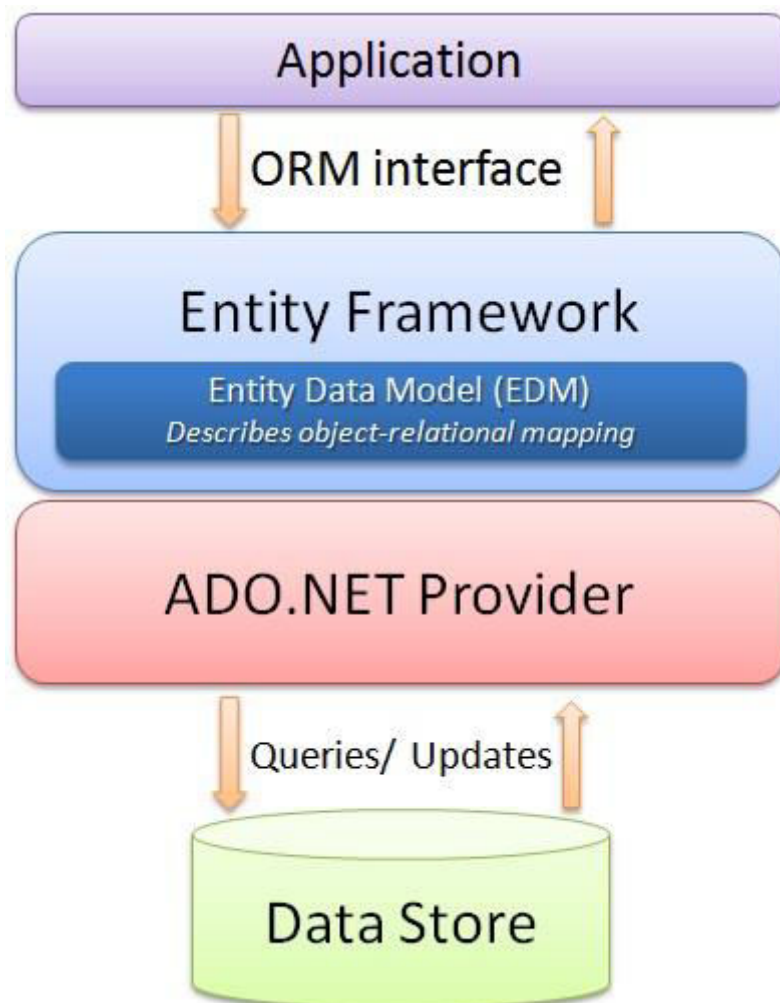 Application
ORM interface
Entity Framework
Entity Data Model (EDM)
Describes object-relational mapping
ADO.NET Provider
Queries/ Updates
Data Store